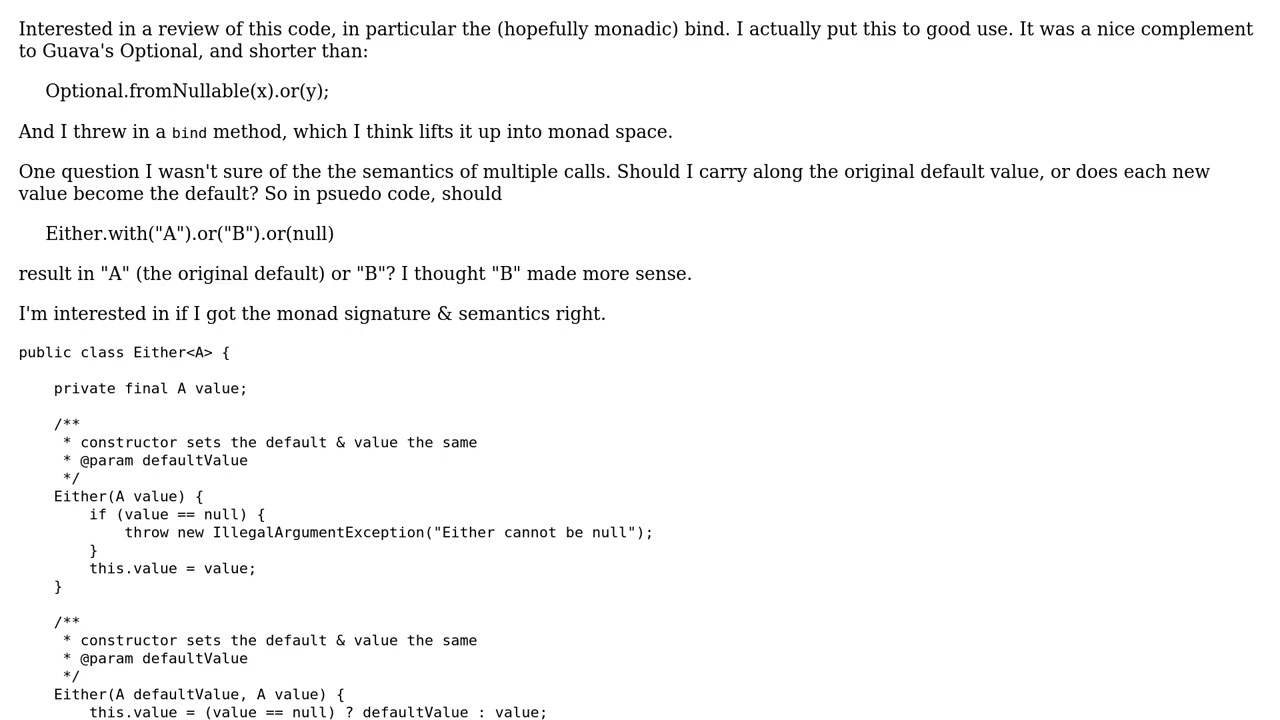 Interested in a review of this code, in particular the (hopefully monadic) bind. I actually put this to good use. It was a nice complement
to Guava's Optional, and shorter than:
Optional.fromNullable(x).or(y);
And I threw in a bind method, which I think lifts it up into monad space.
One question I wasn't sure of the the semantics of multiple calls. Should I carry along the original default value, or does each new
value become the default? So in psuedo code, should
Either.with("A").or("B").or(null)
result in "A" (the original default) or "B"? I thought "B" made more sense.
I'm interested in if I got the monad signature & semantics right.
public class Either<A> {
    private final A value;
    /**
     * constructor sets the default & value the same
     * @param defaultValue
     */
    Either(A value) {
        if (value == null) {
            throw new IllegalArgumentException("Either cannot be null");
        }
        this.value = value;
    }
    /**
     * constructor sets the default & value the same
     * @param defaultValue
     */
    Either(A defaultValue, A value) {
        this.value = (value == null) ? defaultValue : value;